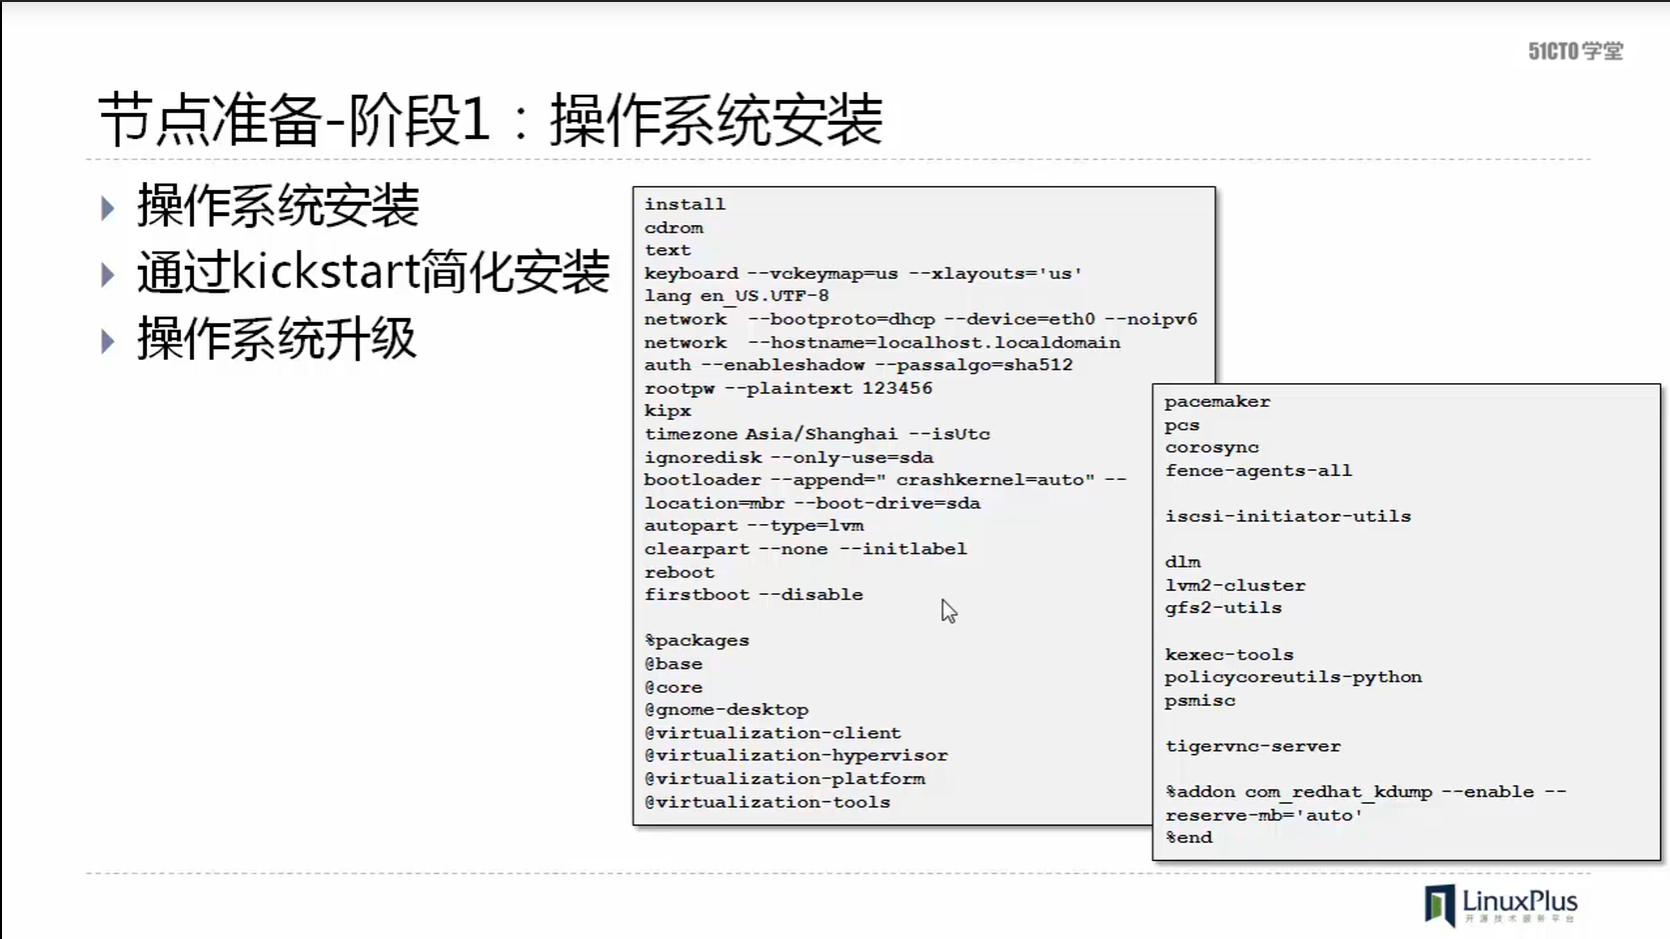 51CTO学堂
节点准备-阶段1：操作系统安装
操作系统安装
通过kickstart简化安装
操作系统升级
install
cdrom
text
keyboard --vckeymap=us --xlayouts='us'
lang en_US.UTF-8
network  --bootproto=dhcp --device=eth0 --noipv6
network  --hostname=localhost.localdomain
auth --enableshadow --passalgo=sha512
rootpw --plaintext 123456
kipx
timezone Asia/Shanghai --isUtc
ignoredisk --only-use=sda
bootloader --append=" crashkernel=auto" --
location=mbr --boot-drive=sda
autopart --type=lvm
clearpart --none --initlabel
reboot
firstboot --disable
%packages
@base
@core
@gnome-desktop
@virtualization-client
@virtualization-hypervisor
@virtualization-platform
@virtualization-tools
pacemaker
pcs
corosync
fence-agents-all
iscsi-initiator-utils
dlm
lvm2-cluster
gfs2-utils
kexec-tools
policycoreutils-python
psmisc
tigervnc-server
%addon com_redhat_kdump --enable --
reserve-mb='auto'
%end
LinuxPlus
开源技术服务平台